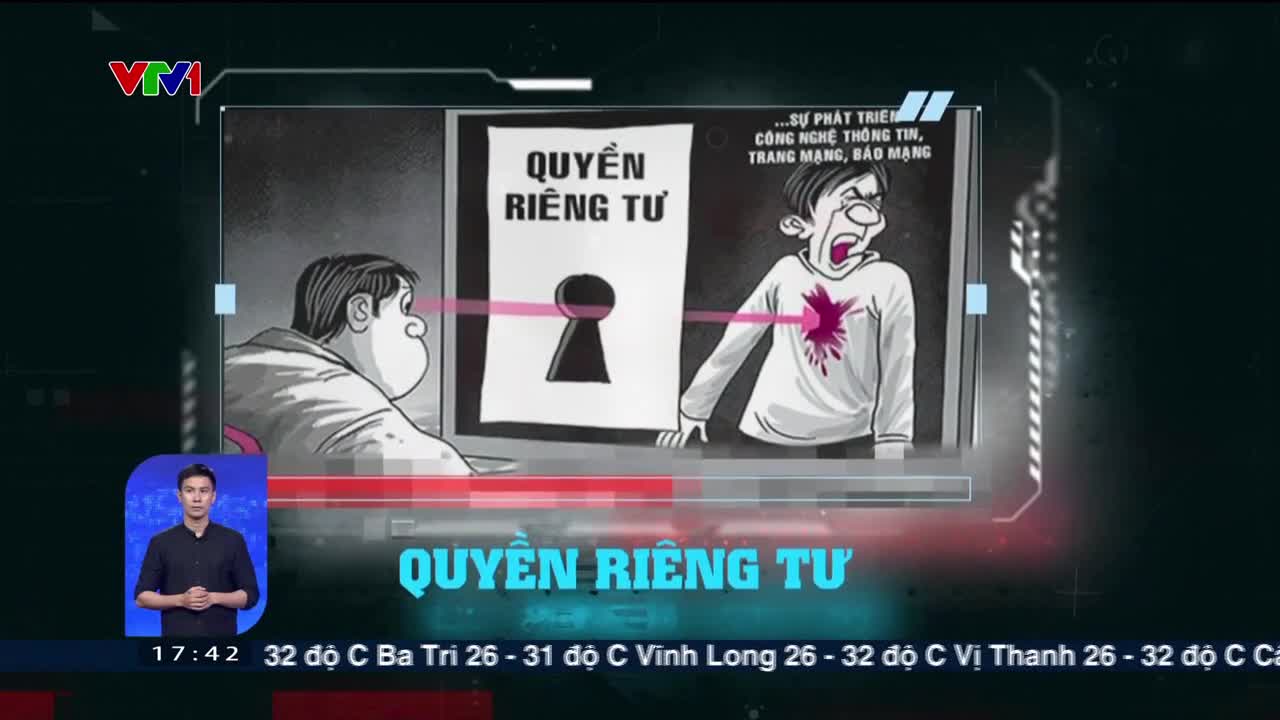 VTV1
...SỰ PHÁT TRIỂN
CÔNG NGHỆ THÔNG TIN,
TRANG MẠNG, BÁO MẠNG
QUYỀN
RIÊNG TƯ
QUYỀN RIÊNG TƯ
17:42 32 độ C Ba Tri 26 - 31 độ C Vĩnh Long 26 - 32 độ C Vị Thanh 26 - 32 độ C